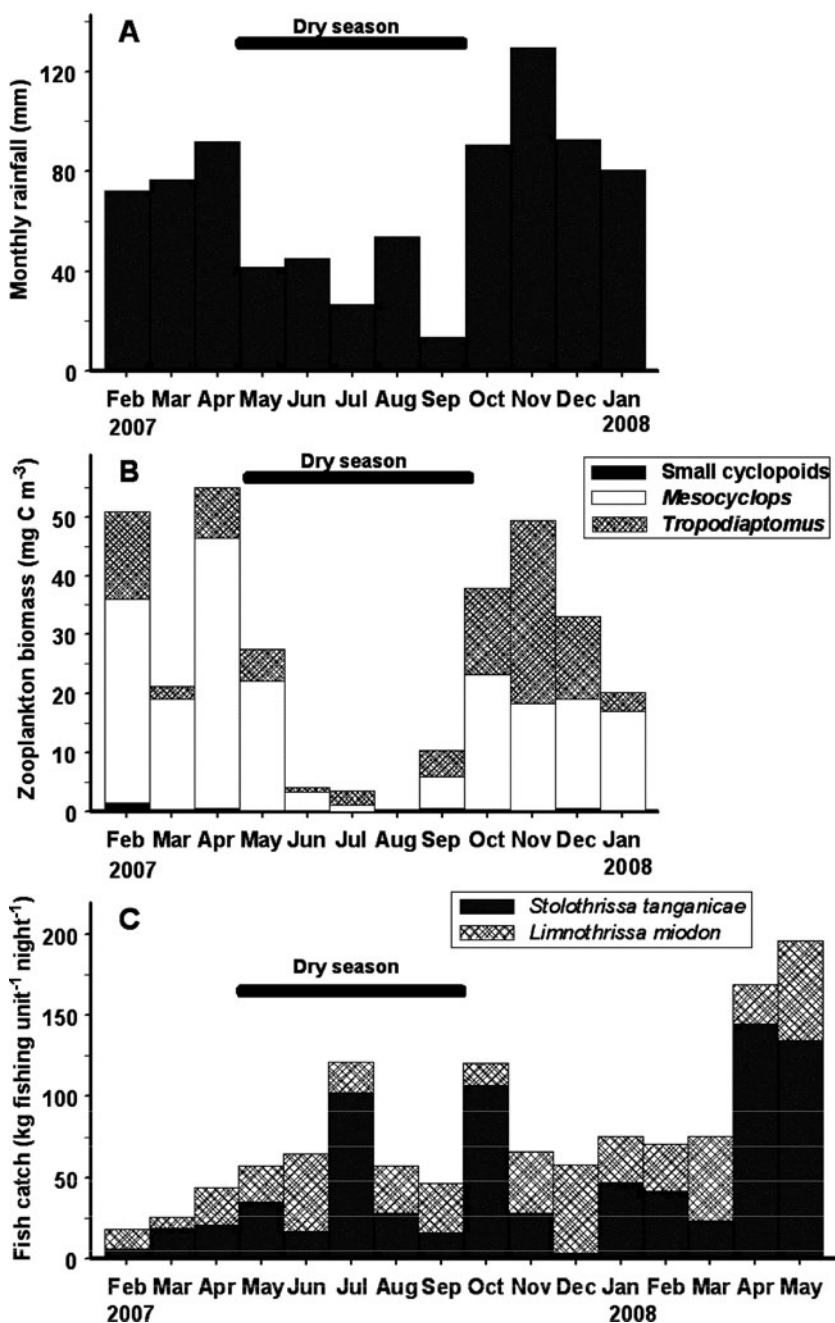 A
Dry season
Monthly rainfall (mm)
120
80
40
0
Feb Mar Apr May Jun Jul Aug Sep Oct Nov Dec Jan
2007 2008
B
Dry season
Small cyclopoids
Mesocyclops
Tropodiaptomus
Zooplankton biomass (mg C m⁻³)
50
40
30
20
10
0
Feb Mar Apr May Jun Jul Aug Sep Oct Nov Dec Jan
2007 2008
C
Stolothrissa tanganicae
Limnothrissa miodon
Dry season
Fish catch (kg fishing unit⁻¹ night⁻¹)
200
150
100
50
0
Feb Mar Apr May Jun Jul Aug Sep Oct Nov Dec Jan Feb Mar Apr May
2007 2008